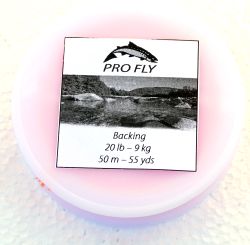 PRO FLY
Backing
20 lb – 9 kg
50 m – 55 yds